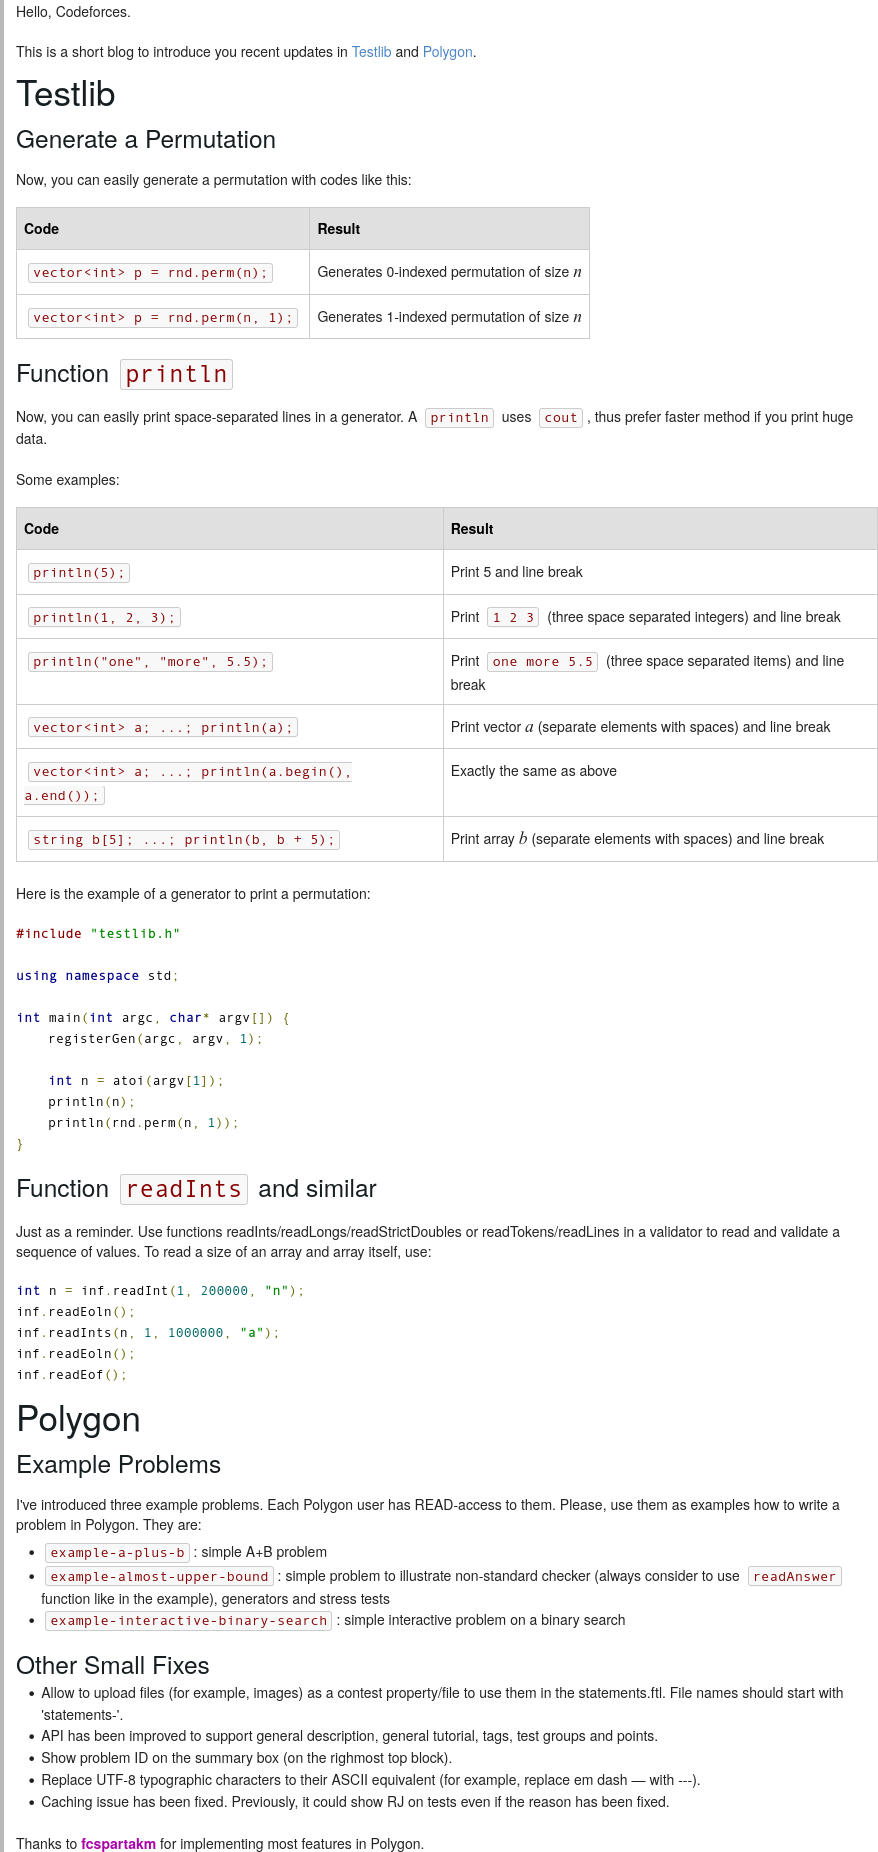 Hello, Codeforces.
This is a short blog to introduce you recent updates in Testlib and Polygon.
Testlib
Generate a Permutation
Now, you can easily generate a permutation with codes like this:
Code Result
vector<int> p = rnd.perm(n); Generates 0-indexed permutation of size n
vector<int> p = rnd.perm(n, 1); Generates 1-indexed permutation of size n
Function println
Now, you can easily print space-separated lines in a generator. A println uses cout , thus prefer faster method if you print huge
data.
Some examples:
Code Result
println(5); Print 5 and line break
println(1, 2, 3); Print 1 2 3 (three space separated integers) and line break
println("one", "more", 5.5); Print one more 5.5 (three space separated items) and line
break
vector<int> a; ...; println(a); Print vector a (separate elements with spaces) and line break
vector<int> a; ...; println(a.begin(), Exactly the same as above
a.end());
string b[5]; ...; println(b, b + 5); Print array b (separate elements with spaces) and line break
Here is the example of a generator to print a permutation:
#include "testlib.h"
using namespace std;
int main(int argc, char* argv[]) {
    registerGen(argc, argv, 1);
    int n = atoi(argv[1]);
    println(n);
    println(rnd.perm(n, 1));
}
Function readInts and similar
Just as a reminder. Use functions readInts/readLongs/readStrictDoubles or readTokens/readLines in a validator to read and validate a
sequence of values. To read a size of an array and array itself, use:
int n = inf.readInt(1, 200000, "n");
inf.readEoln();
inf.readInts(n, 1, 1000000, "a");
inf.readEoln();
inf.readEof();
Polygon
Example Problems
I've introduced three example problems. Each Polygon user has READ-access to them. Please, use them as examples how to write a
problem in Polygon. They are:
• example-a-plus-b : simple A+B problem
• example-almost-upper-bound : simple problem to illustrate non-standard checker (always consider to use readAnswer
function like in the example), generators and stress tests
• example-interactive-binary-search : simple interactive problem on a binary search
Other Small Fixes
• Allow to upload files (for example, images) as a contest property/file to use them in the statements.ftl. File names should start with
'statements-'.
• API has been improved to support general description, general tutorial, tags, test groups and points.
• Show problem ID on the summary box (on the righmost top block).
• Replace UTF-8 typographic characters to their ASCII equivalent (for example, replace em dash — with ---).
• Caching issue has been fixed. Previously, it could show RJ on tests even if the reason has been fixed.
Thanks to fcspartakm for implementing most features in Polygon.